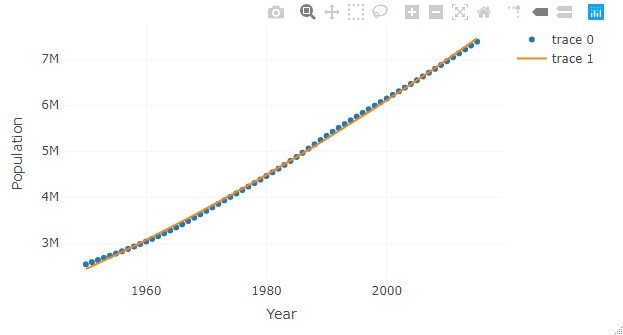 trace 0
trace 1
7M
6M
5M
4M
3M
Population
1960
1980
2000
Year